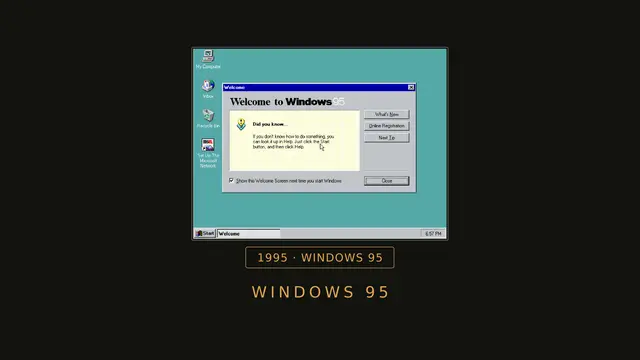 My Computer
Inbox
Recycle Bin
Set Up The
Microsoft
Network
Welcome
Welcome to Windows95
Did you know...
If you don't know how to do something, you
can look it up in Help. Just click the Start
button, and then click Help.
What's New
Online Registration
Next Tip
Show this Welcome Screen next time you start Windows
Close
Start
Welcome
6:57 PM
1995 · WINDOWS 95
WINDOWS 95